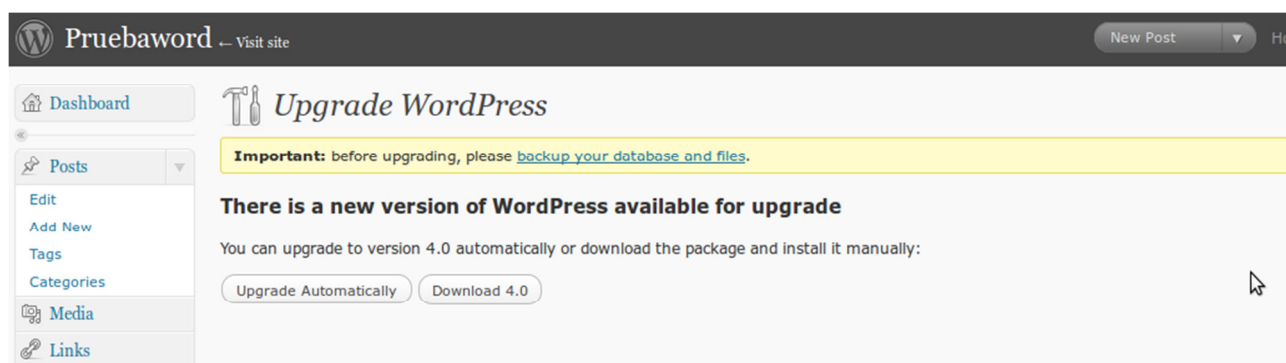 Pruebaword ← Visit site
New Post
Dashboard
Upgrade WordPress
Important: before upgrading, please backup your database and files.
Posts
Edit
Add New
Tags
Categories
Media
Links
There is a new version of WordPress available for upgrade
You can upgrade to version 4.0 automatically or download the package and install it manually:
Upgrade Automatically
Download 4.0